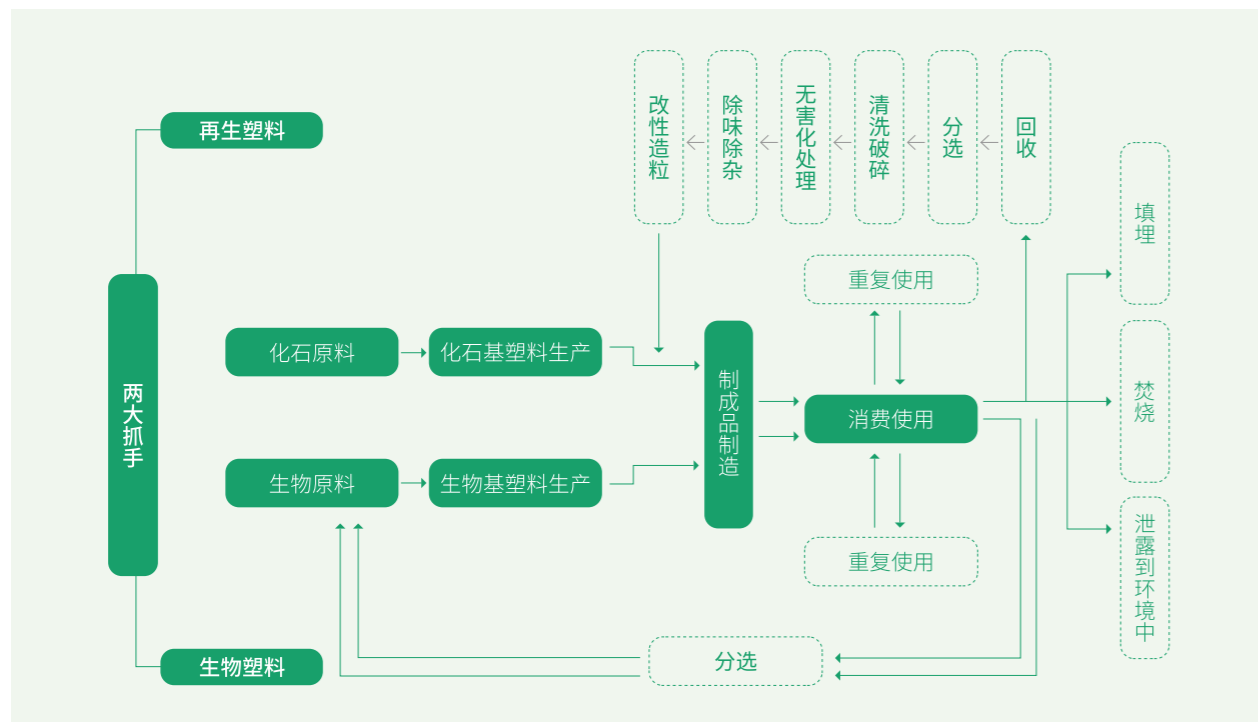 再生塑料
两大抓手
生物塑料
改性造粒
除味除杂
无害化处理
清洗破碎
分选
回收
填埋
焚烧
泄露到环境中
重复使用
化石原料
化石基塑料生产
制成品制造
消费使用
生物原料
生物基塑料生产
重复使用
分选